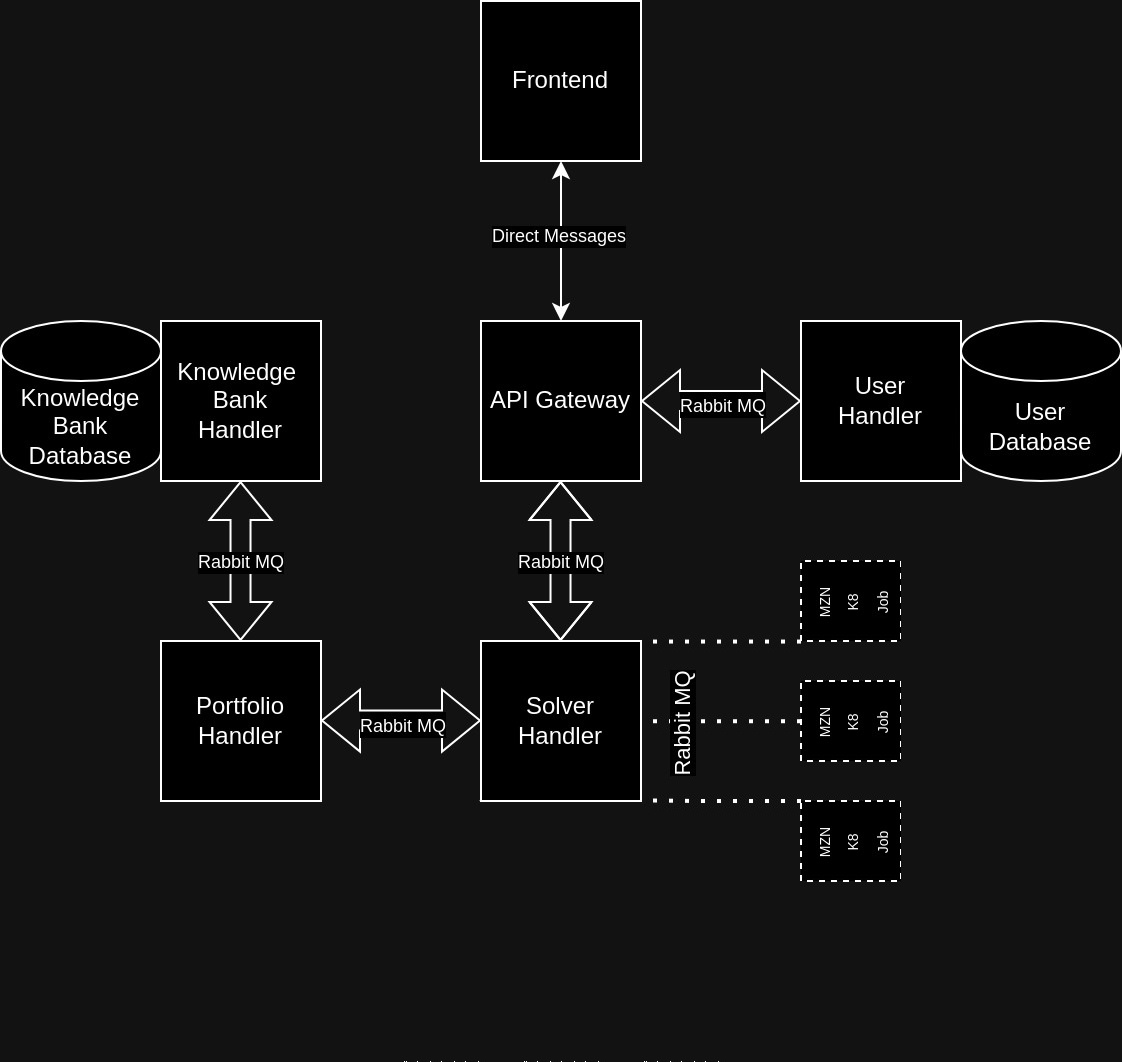 Frontend
Direct Messages
Knowledge
Bank
Database
Knowledge
Bank
Handler
API Gateway
Rabbit MQ
User
Handler
User
Database
Rabbit MQ
Rabbit MQ
MZN
K8
Job
Portfolio
Handler
Rabbit MQ
Solver
Handler
Rabbit MQ
MZN
K8
Job
MZN
K8
Job